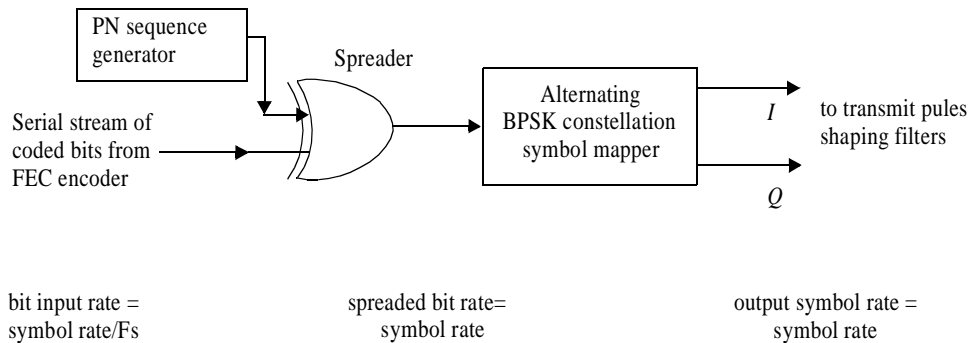 PN sequence
generator
Spreader
Serial stream of
coded bits from
FEC encoder
Alternating
BPSK constellation
symbol mapper
I
Q
to transmit pules
shaping filters
bit input rate =
symbol rate/Fs
spreaded bit rate=
symbol rate
output symbol rate =
symbol rate